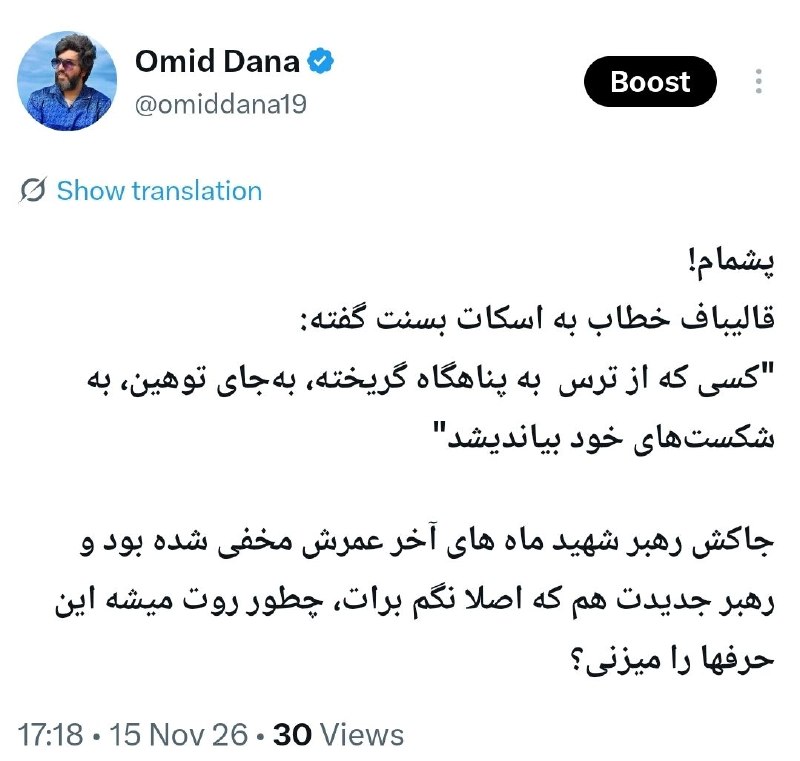 Omid Dana
@omiddana19
Boost
Show translation
پشمام!
قالیباف خطاب به اسکات بسنت گفته:
"کسی که از ترس به پناهگاه گریخته، به‌جای توهین، به
شکست‌های خود بیاندیشد"
جاکش رهبر شهید ماه های آخر عمرش مخفی شده بود و
رهبر جدیدت هم که اصلا نگم برات، چطور روت میشه این
حرفها را میزنی؟
17:18 • 15 Nov 26 • 30 Views